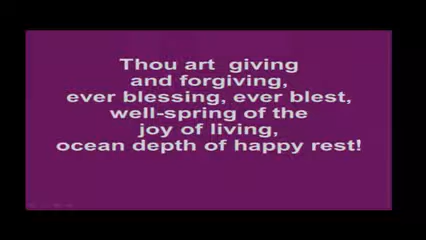 Thou art giving
and forgiving,
ever blessing, ever blest,
well-spring of the
joy of living,
ocean depth of happy rest!